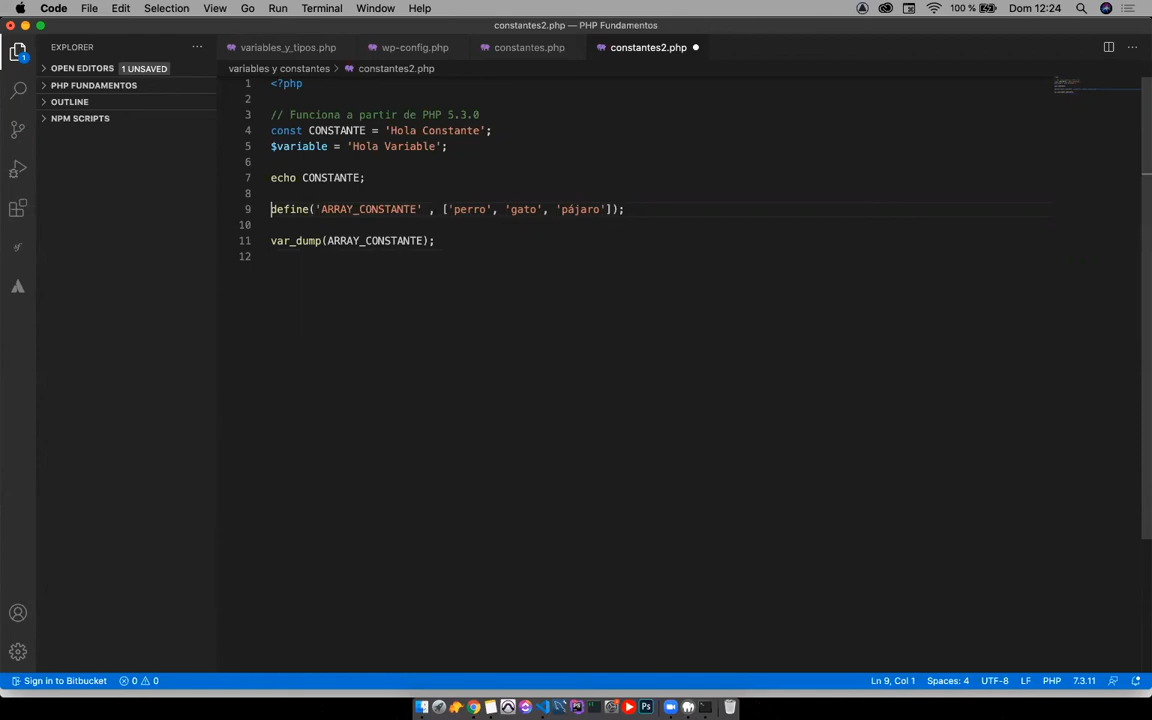 Code File Edit Selection View Go Run Terminal Window Help 100 % Dom 12:24
constantes2.php — PHP Fundamentos
EXPLORER
variables_y_tipos.php wp-config.php constantes.php constantes2.php
OPEN EDITORS 1 UNSAVED
variables y constantes > constantes2.php
PHP FUNDAMENTOS
OUTLINE
NPM SCRIPTS
1 <?php
2
3 // Funciona a partir de PHP 5.3.0
4 const CONSTANTE = 'Hola Constante';
5 $variable = 'Hola Variable';
6
7 echo CONSTANTE;
8
9 define('ARRAY_CONSTANTE' , ['perro', 'gato', 'pájaro']);
10
11 var_dump(ARRAY_CONSTANTE);
12
1
Sign in to Bitbucket 0 0 Ln 9, Col 1 Spaces: 4 UTF-8 LF PHP 7.3.11
Ps